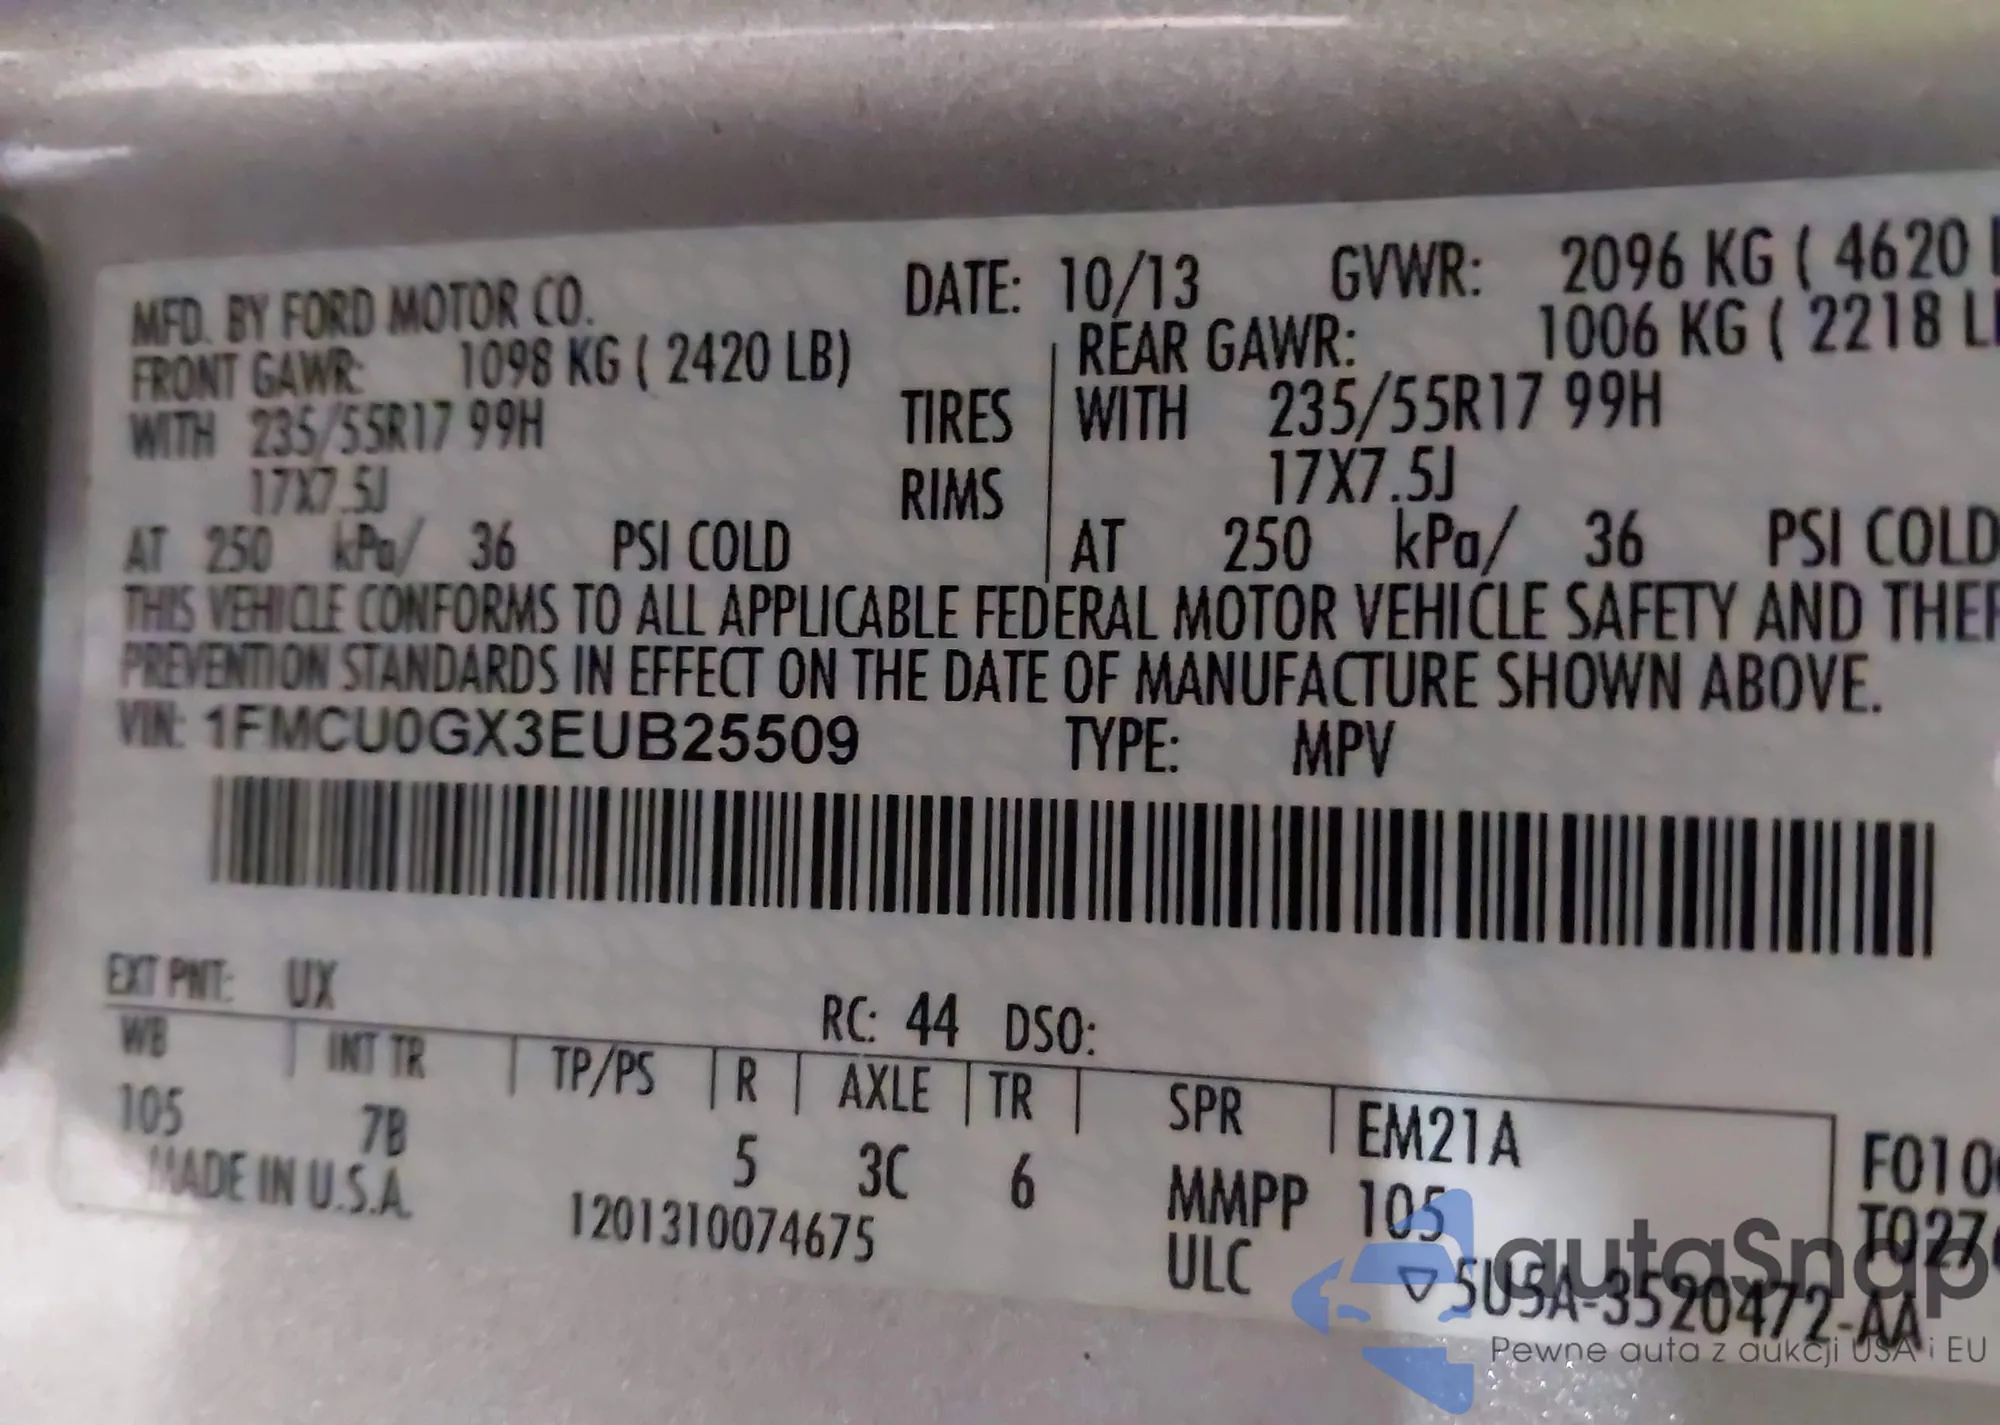 MFD. BY FORD MOTOR CO. DATE: 10/13 GVWR: 2096 KG ( 4620
FRONT GAWR: 1098 KG ( 2420 LB) REAR GAWR: 1006 KG ( 2218 L
WITH 235/55R17 99H TIRES WITH 235/55R17 99H
17X7.5J RIMS 17X7.5J
AT 250 kPa/ 36 PSI COLD AT 250 kPa/ 36 PSI COLD
THIS VEHICLE CONFORMS TO ALL APPLICABLE FEDERAL MOTOR VEHICLE SAFETY AND THEF
PREVENTION STANDARDS IN EFFECT ON THE DATE OF MANUFACTURE SHOWN ABOVE.
VIN: 1FMCU0GX3EUB25509 TYPE: MPV
EXT PNT: UX RC: 44 DSO:
WB INT TR TP/PS R AXLE TR SPR EM21A
105 7B 5 3C 6 MMPP 105 F010
MADE IN U.S.A. 1201310074675 ULC T027
▽ 5U5A-3520472-AA
autaSnap
Pewne auta z aukcji USA i EU